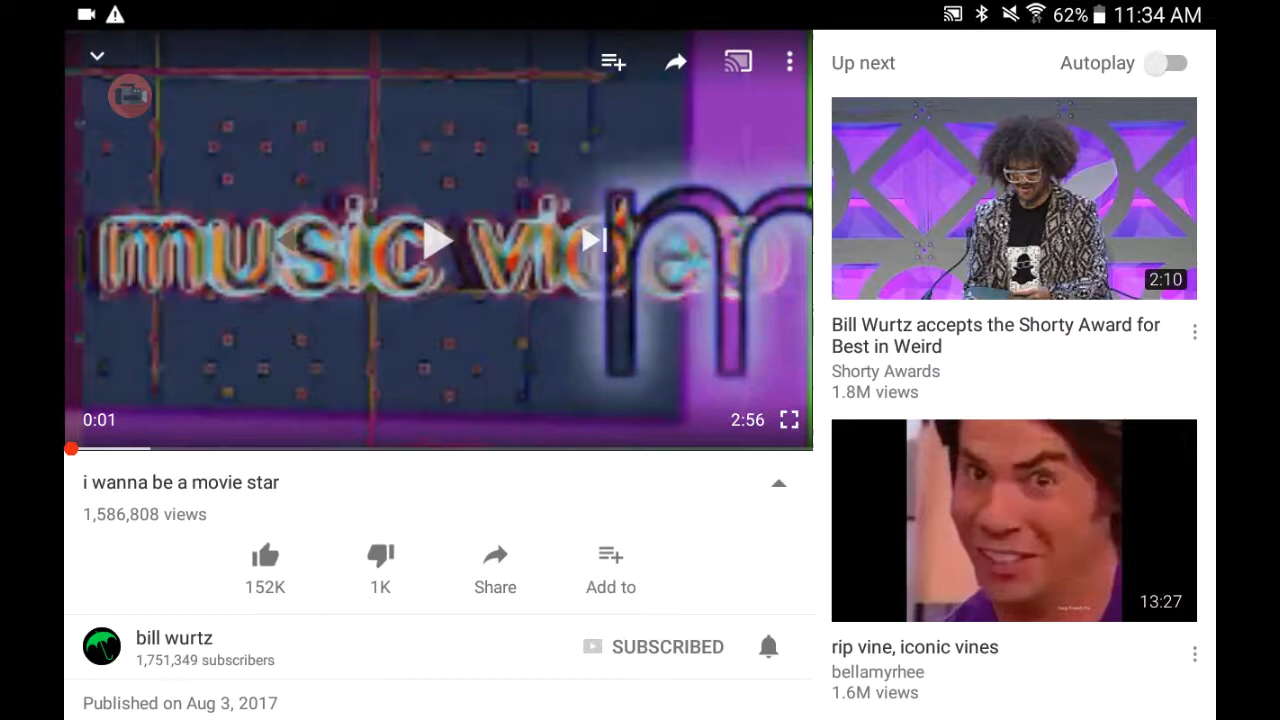 62% 11:34 AM
music video
m
0:01
2:56
i wanna be a movie star
1,586,808 views
152K
1K
Share
Add to
bill wurtz
1,751,349 subscribers
SUBSCRIBED
Published on Aug 3, 2017
Up next
Autoplay
2:10
Bill Wurtz accepts the Shorty Award for
Best in Weird
Shorty Awards
1.8M views
13:27
rip vine, iconic vines
bellamyrhee
1.6M views